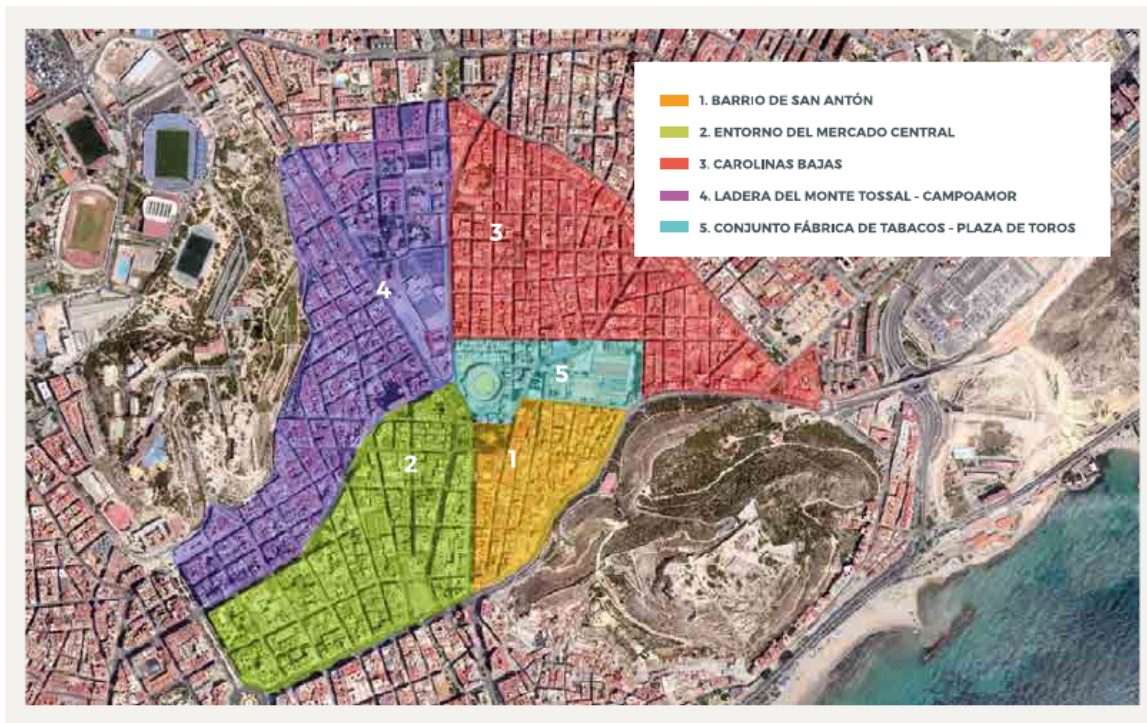 1. BARRIO DE SAN ANTÓN
2. ENTORNO DEL MERCADO CENTRAL
3. CAROLINAS BAJAS
4. LADERA DEL MONTE TOSSAL - CAMPOAMOR
5. CONJUNTO FÁBRICA DE TABACOS - PLAZA DE TOROS
3
4
5
2
1